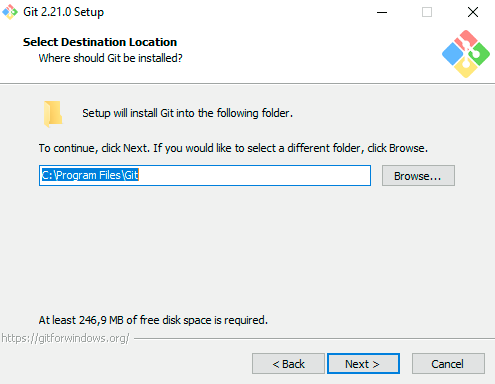 Git 2.21.0 Setup
Select Destination Location
Where should Git be installed?
Setup will install Git into the following folder.
To continue, click Next. If you would like to select a different folder, click Browse.
C:\Program Files\Git
Browse...
At least 246,9 MB of free disk space is required.
https://gitforwindows.org/
< Back
Next >
Cancel